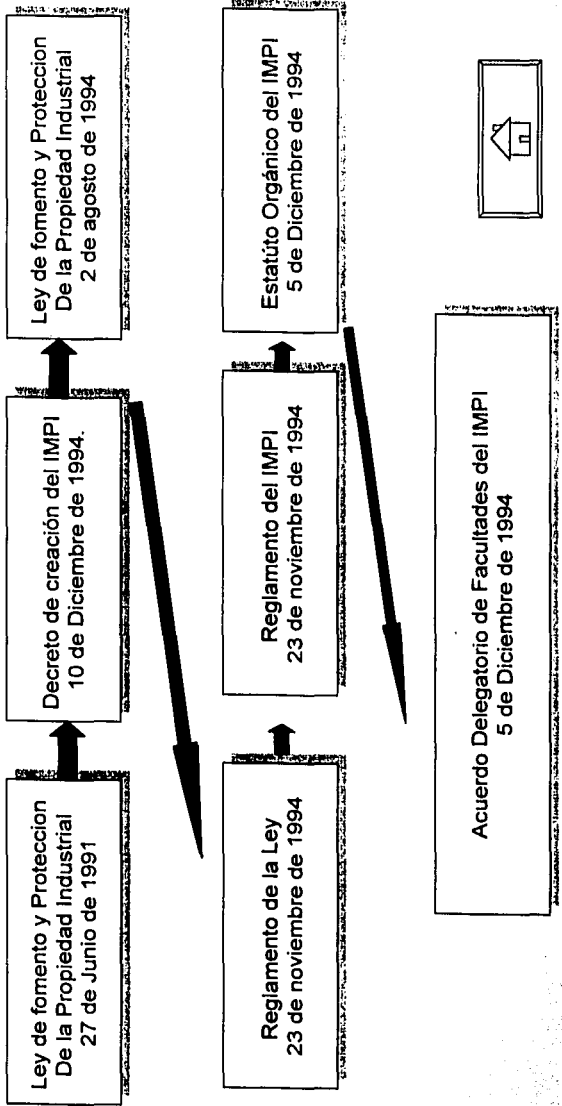 Ley de fomento y Proteccion
De la Propiedad Industrial
27 de Junio de 1991
Decreto de creación del IMPI
10 de Diciembre de 1994.
Ley de fomento y Proteccion
De la Propiedad Industrial
2 de agosto de 1994
Reglamento de la Ley
23 de noviembre de 1994
Reglamento del IMPI
23 de noviembre de 1994
Estatúto Orgánico del IMPI
5 de Diciembre de 1994
Acuerdo Delegatorio de Facultades del IMPI
5 de Diciembre de 1994